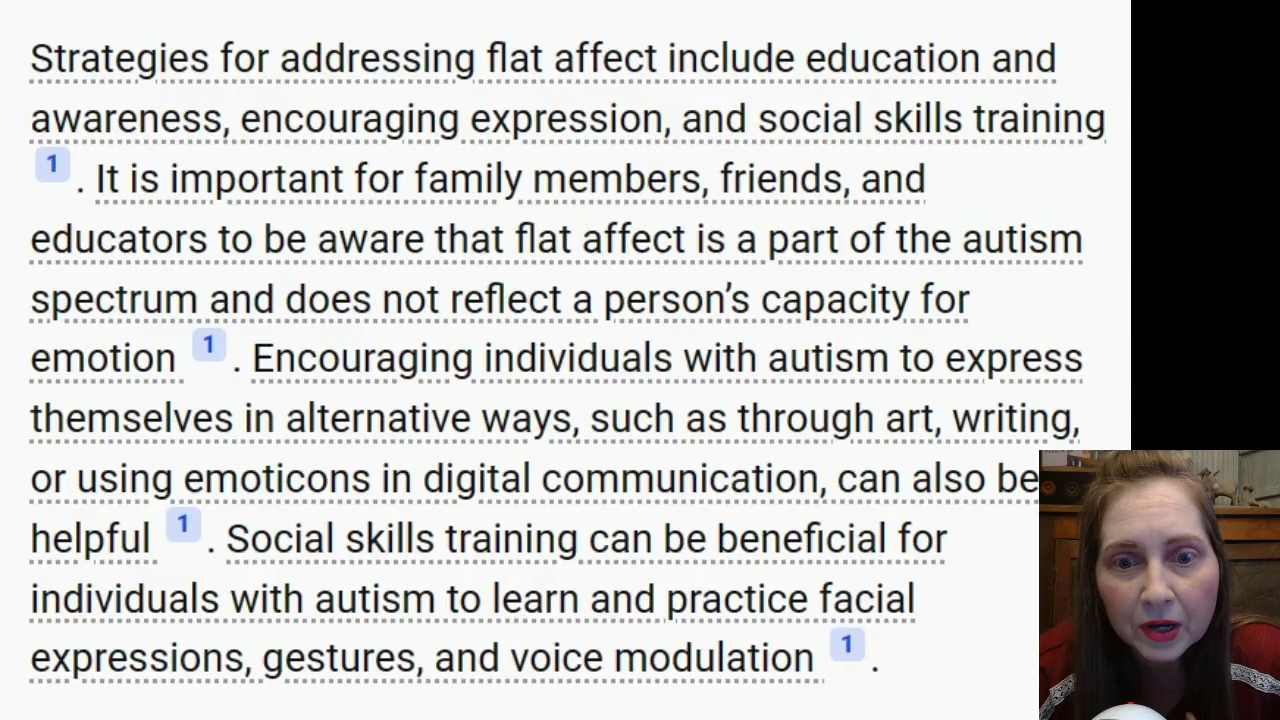 Strategies for addressing flat affect include education and
awareness, encouraging expression, and social skills training
1 . It is important for family members, friends, and
educators to be aware that flat affect is a part of the autism
spectrum and does not reflect a person’s capacity for
emotion 1 . Encouraging individuals with autism to express
themselves in alternative ways, such as through art, writing,
or using emoticons in digital communication, can also be
helpful 1 . Social skills training can be beneficial for
individuals with autism to learn and practice facial
expressions, gestures, and voice modulation 1 .